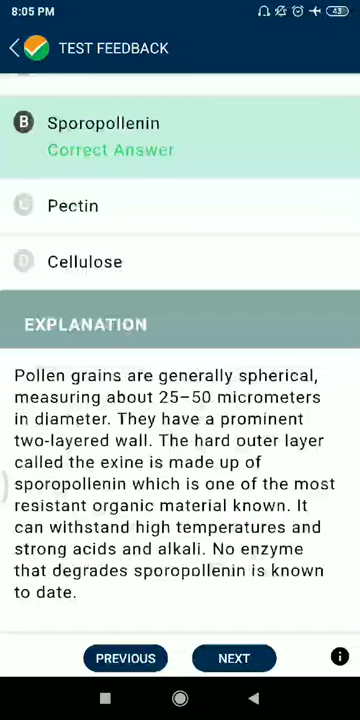 8:05 PM
43
TEST FEEDBACK
B Sporopollenin
Correct Answer
C Pectin
D Cellulose
EXPLANATION
Pollen grains are generally spherical,
measuring about 25–50 micrometers
in diameter. They have a prominent
two-layered wall. The hard outer layer
called the exine is made up of
sporopollenin which is one of the most
resistant organic material known. It
can withstand high temperatures and
strong acids and alkali. No enzyme
that degrades sporopollenin is known
to date.
PREVIOUS
NEXT